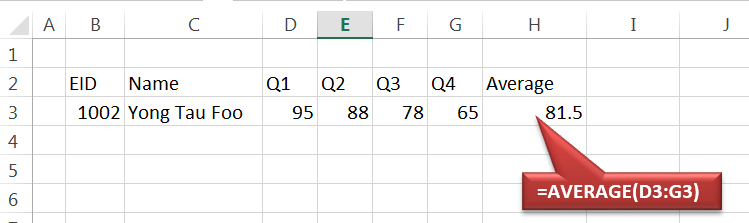 A B C D E F G H I J
1
2 EID Name Q1 Q2 Q3 Q4 Average
3 1002 Yong Tau Foo 95 88 78 65 81.5
4
5
=AVERAGE(D3:G3)
6